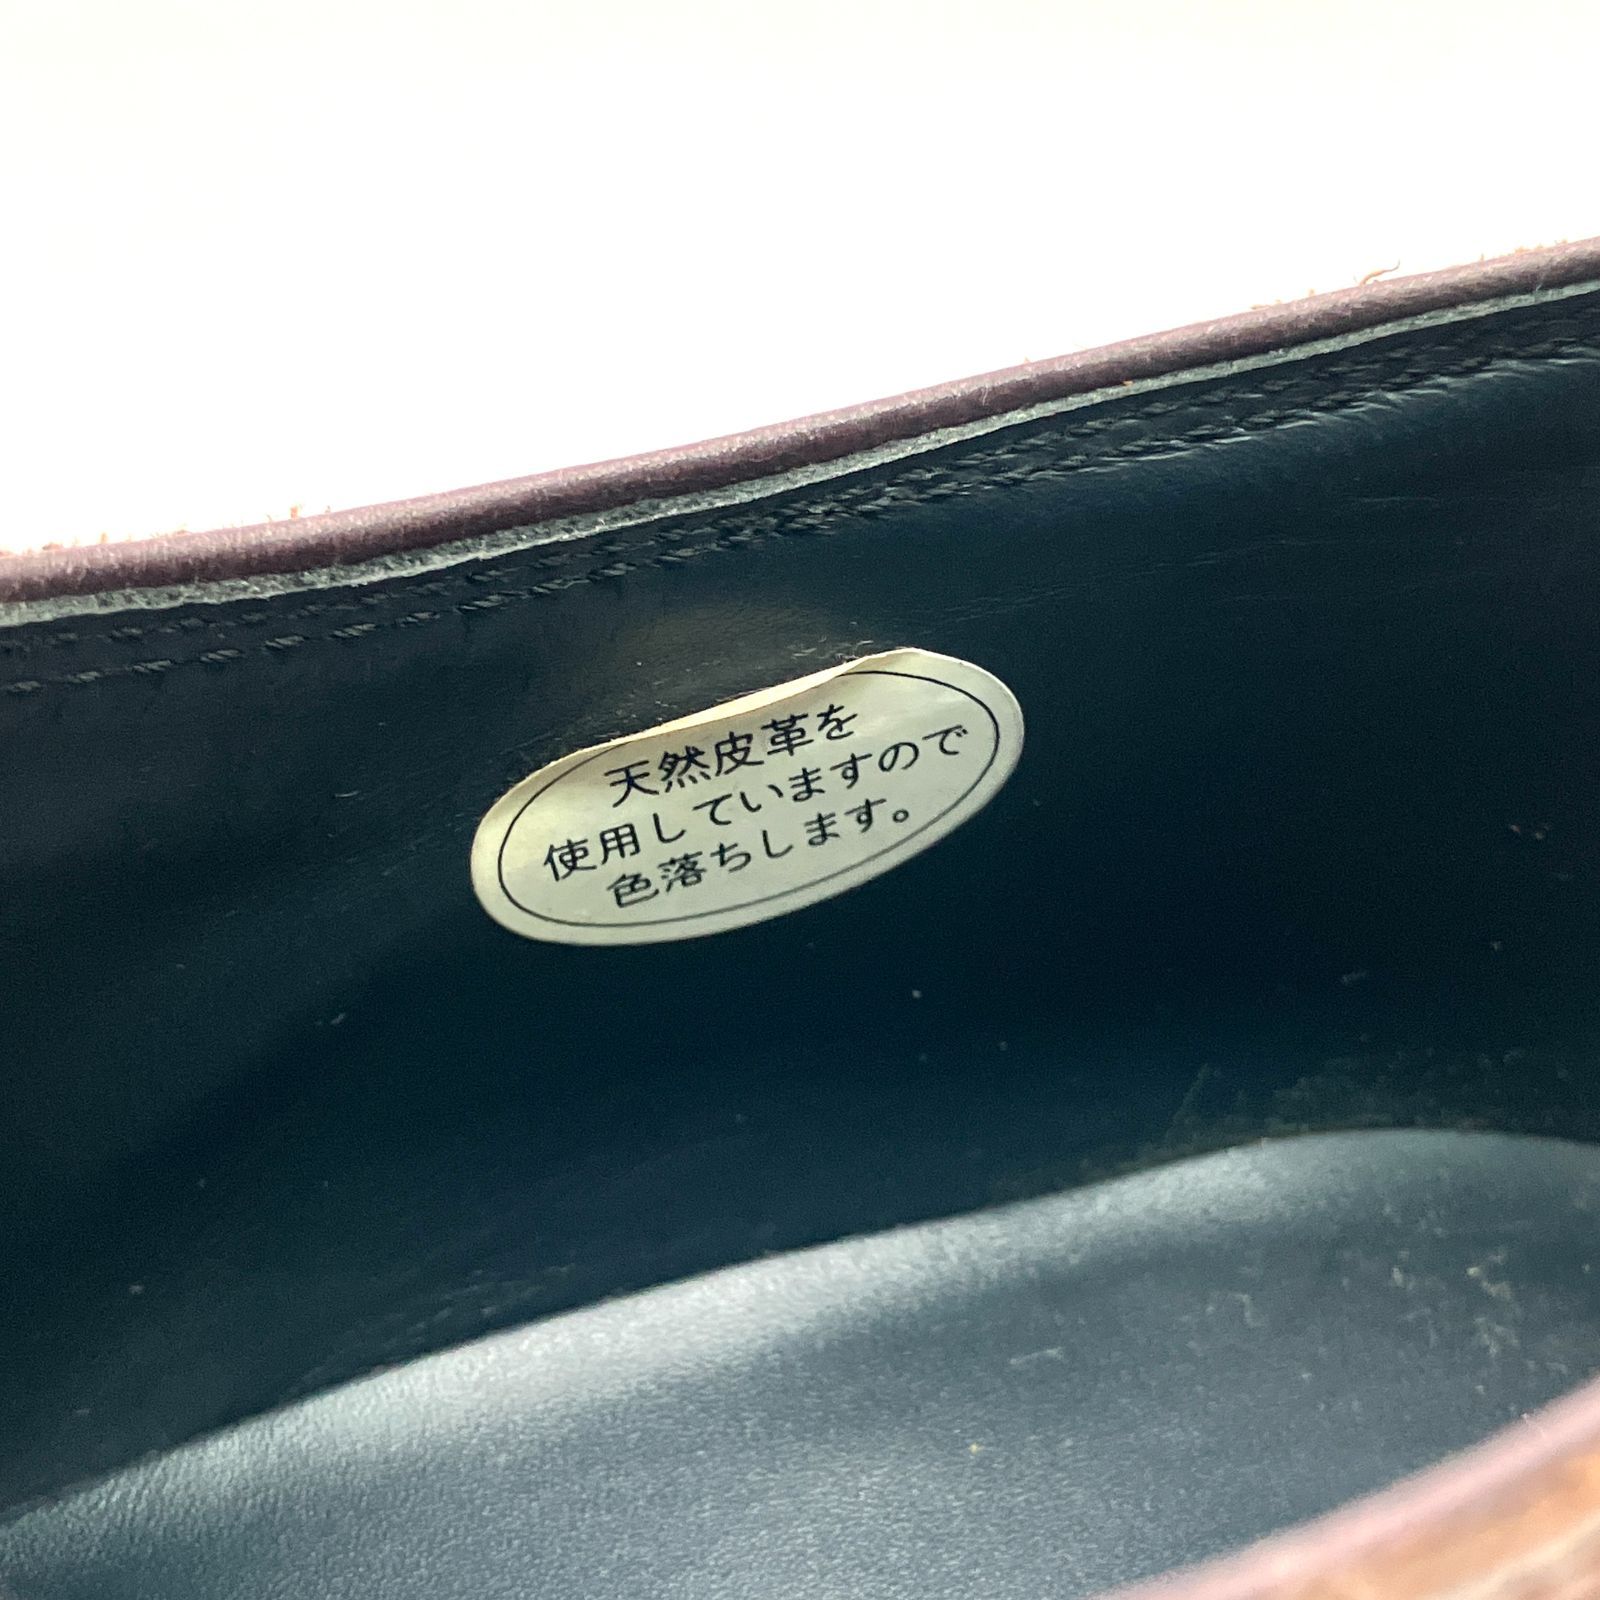 天然皮革を
使用していますので
色落ちします。